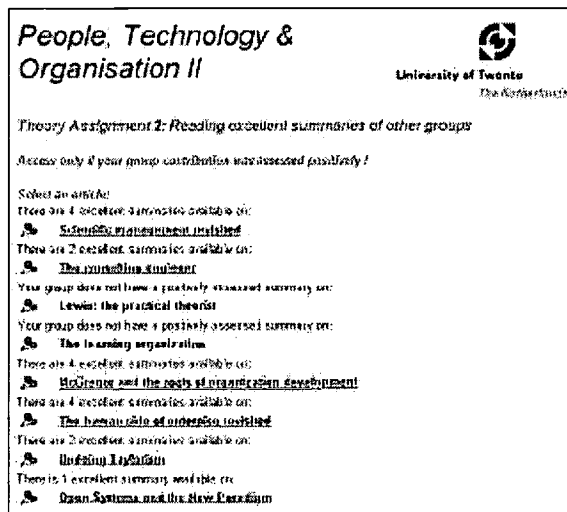 People, Technology &
Organisation II
University of Twente
The Netherlands
Theory Assignment 2: Reading excellent summaries of other groups
Access only if your group contribution was assessed positively!
Select an article:
There are 4 excellent summaries available on:
Scientific management revisited
There are 2 excellent summaries available on:
The consulting engineer
Your group does not have a positively assessed summary on:
Lewin: the practical theorist
Your group does not have a positively assessed summary on:
The learning organization
There are 4 excellent summaries available on:
McGregor and the roots of organization development
There are 4 excellent summaries available on:
The human side of enterprise revisited
There are 2 excellent summaries available on:
Undoing Taylorism
There is 1 excellent summary available on:
Open Systems and the New Paradigm